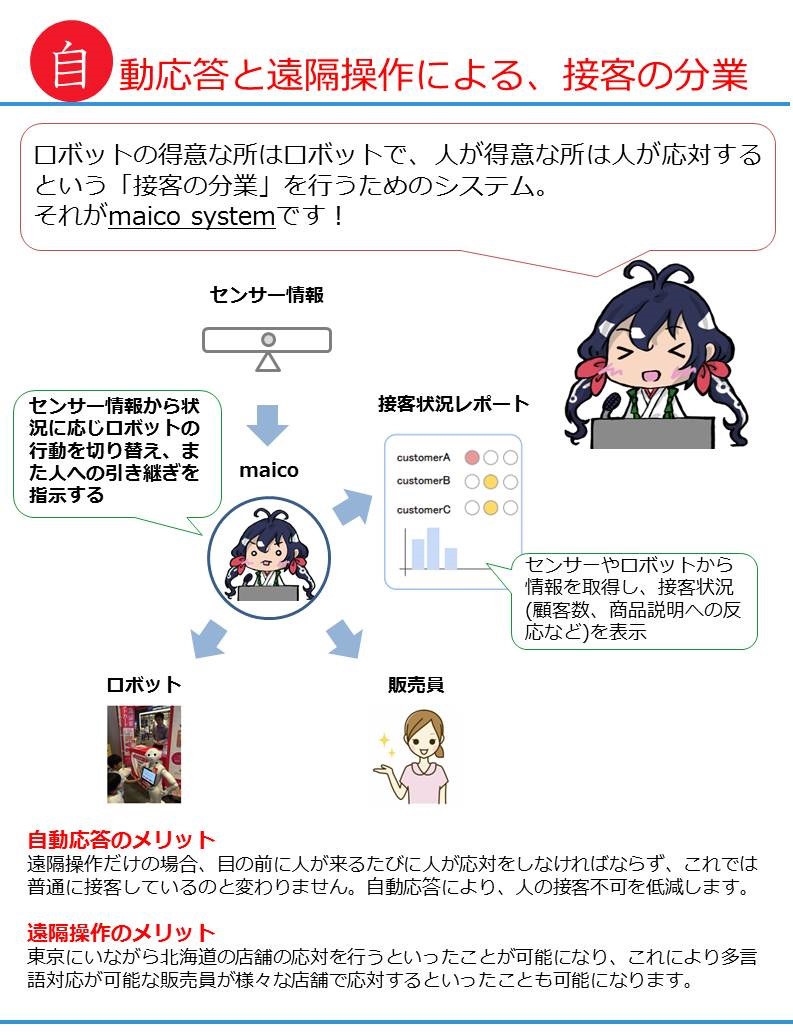 自動応答と遠隔操作による、接客の分業
ロボットの得意な所はロボットで、人が得意な所は人が応対する
という「接客の分業」を行うためのシステム。
それがmaico systemです！
センサー情報
センサー情報から状
況に応じロボットの
行動を切り替え、ま
た人への引き継ぎを
指示する
maico
接客状況レポート
customerA
customerB
customerC
センサーやロボットから
情報を取得し、接客状況
(顧客数、商品説明への反
応など)を表示
ロボット
販売員
自動応答のメリット
遠隔操作だけの場合、目の前に人が来るたびに人が応対をしなければならず、これでは
普通に接客しているのと変わりません。自動応答により、人の接客不可を低減します。
遠隔操作のメリット
東京にいながら北海道の店舗の応対を行うといったことが可能になり、これにより多言
語対応が可能な販売員が様々な店舗で応対するといったことも可能になります。